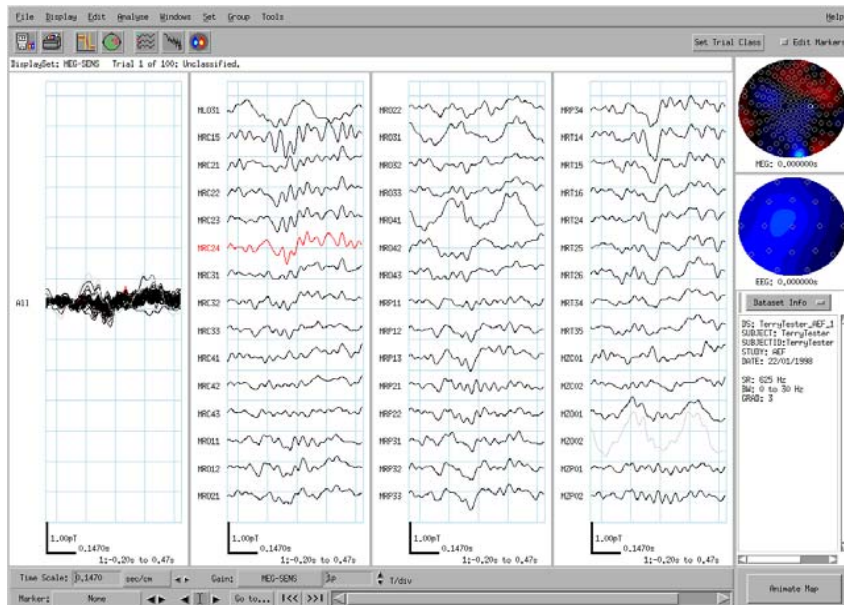 File Display Edit Analyse Windows Set Group Tools Help
Set Trial Class Edit Markers
DisplaySet: MEG-SENS Trial 1 of 100; Unclassified.
All
1.00pT
0.1470s
1:-0.20s to 0.47s
MLO31
MRC15
MRC21
MRC22
MRC23
MRC24
MRC31
MRC32
MRC33
MRC41
MRC42
MRC43
MRO11
MRO12
MRO21
1.00pT
0.1470s
1:-0.20s to 0.47s
MRO22
MRO31
MRO32
MRO33
MRO41
MRO42
MRO43
MRP11
MRP12
MRP13
MRP21
MRP22
MRP31
MRP32
MRP33
1.00pT
0.1470s
1:-0.20s to 0.47s
MRP34
MRT14
MRT15
MRT16
MRT24
MRT25
MRT26
MRT34
MRT35
MZC01
MZC02
MZO01
MZO02
MZP01
MZP02
1.00pT
0.1470s
1:-0.20s to 0.47s
MEG: 0.000000s
EEG: 0.000000s
Dataset Info
DS: TerryTester_AEF_1
SUBJECT: TerryTester
SUBJECTID:TerryTester
STUDY: AEF
DATE: 22/01/1998
SR: 625 Hz
BW: 0 to 30 Hz
GRAD: 3
Time Scale: 0.1470 sec/cm Gain: MEG-SENS 3p T/div
Marker: None Go to... I<< >>I
Animate Map